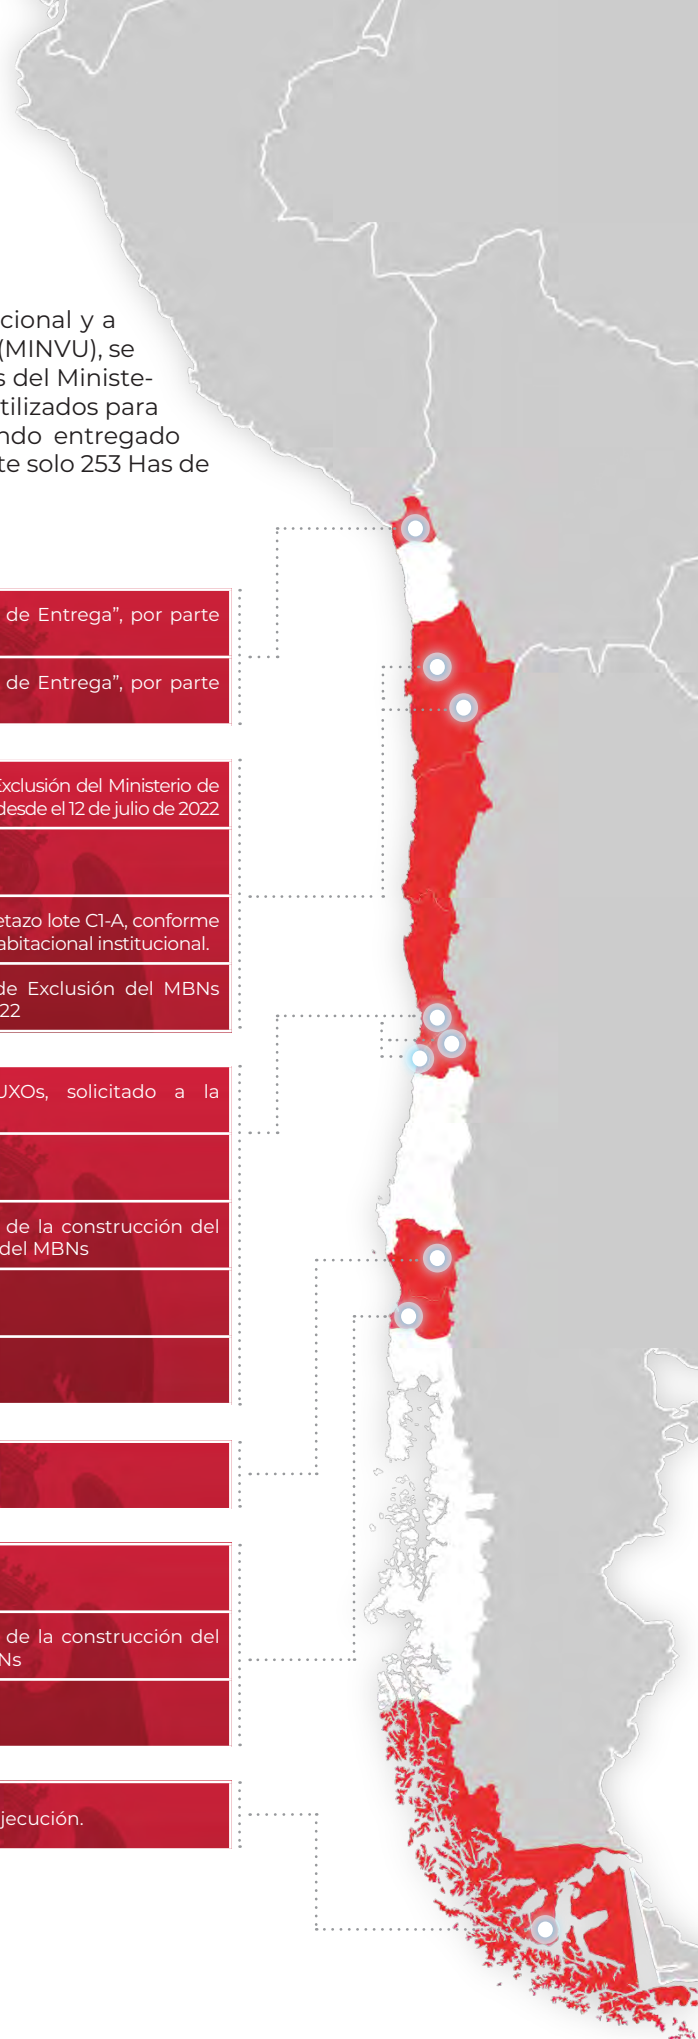 cional y a
(MINVU), se
s del Ministe-
tilizados para
ndo entregado
te solo 253 Has de
de Entrega”, por parte
de Entrega”, por parte
Exclusión del Ministerio de
desde el 12 de julio de 2022
etazo lote C1-A, conforme
abitacional institucional.
de Exclusión del MBNs
22
UXOs, solicitado a la
de la construcción del
del MBNs
de la construcción del
Ns
jecución.